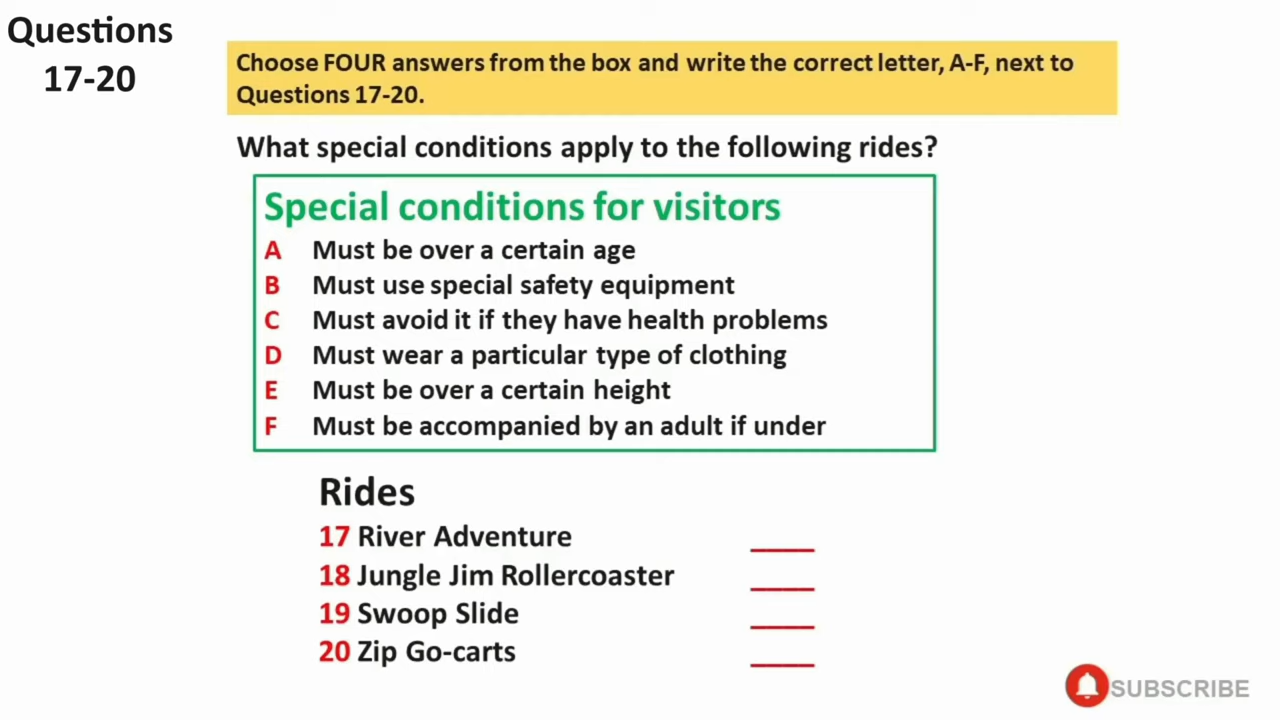 Questions
17-20
Choose FOUR answers from the box and write the correct letter, A-F, next to
Questions 17-20.
What special conditions apply to the following rides?
Special conditions for visitors
A Must be over a certain age
B Must use special safety equipment
C Must avoid it if they have health problems
D Must wear a particular type of clothing
E Must be over a certain height
F Must be accompanied by an adult if under
Rides
17 River Adventure ____
18 Jungle Jim Rollercoaster ____
19 Swoop Slide ____
20 Zip Go-carts ____
SUBSCRIBE